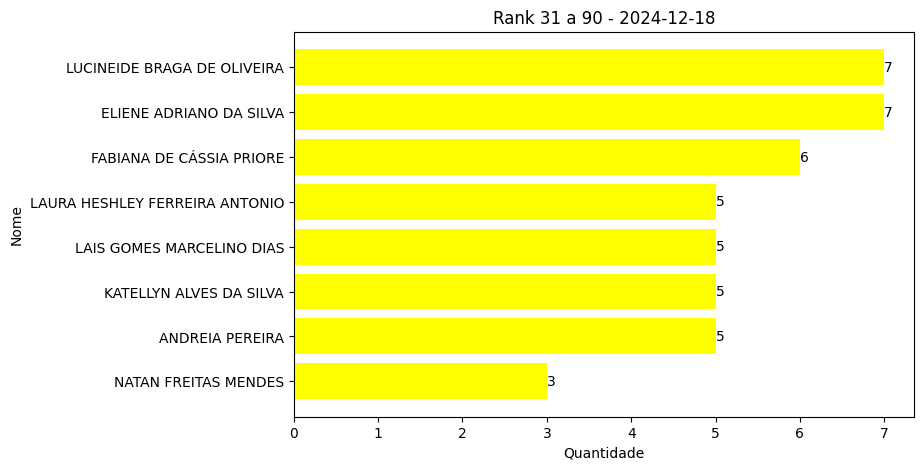 Rank 31 a 90 - 2024-12-18
LUCINEIDE BRAGA DE OLIVEIRA 7
ELIENE ADRIANO DA SILVA 7
FABIANA DE CÁSSIA PRIORE 6
LAURA HESHLEY FERREIRA ANTONIO 5
LAIS GOMES MARCELINO DIAS 5
KATELLYN ALVES DA SILVA 5
ANDREIA PEREIRA 5
NATAN FREITAS MENDES 3
Nome
0 1 2 3 4 5 6 7
Quantidade